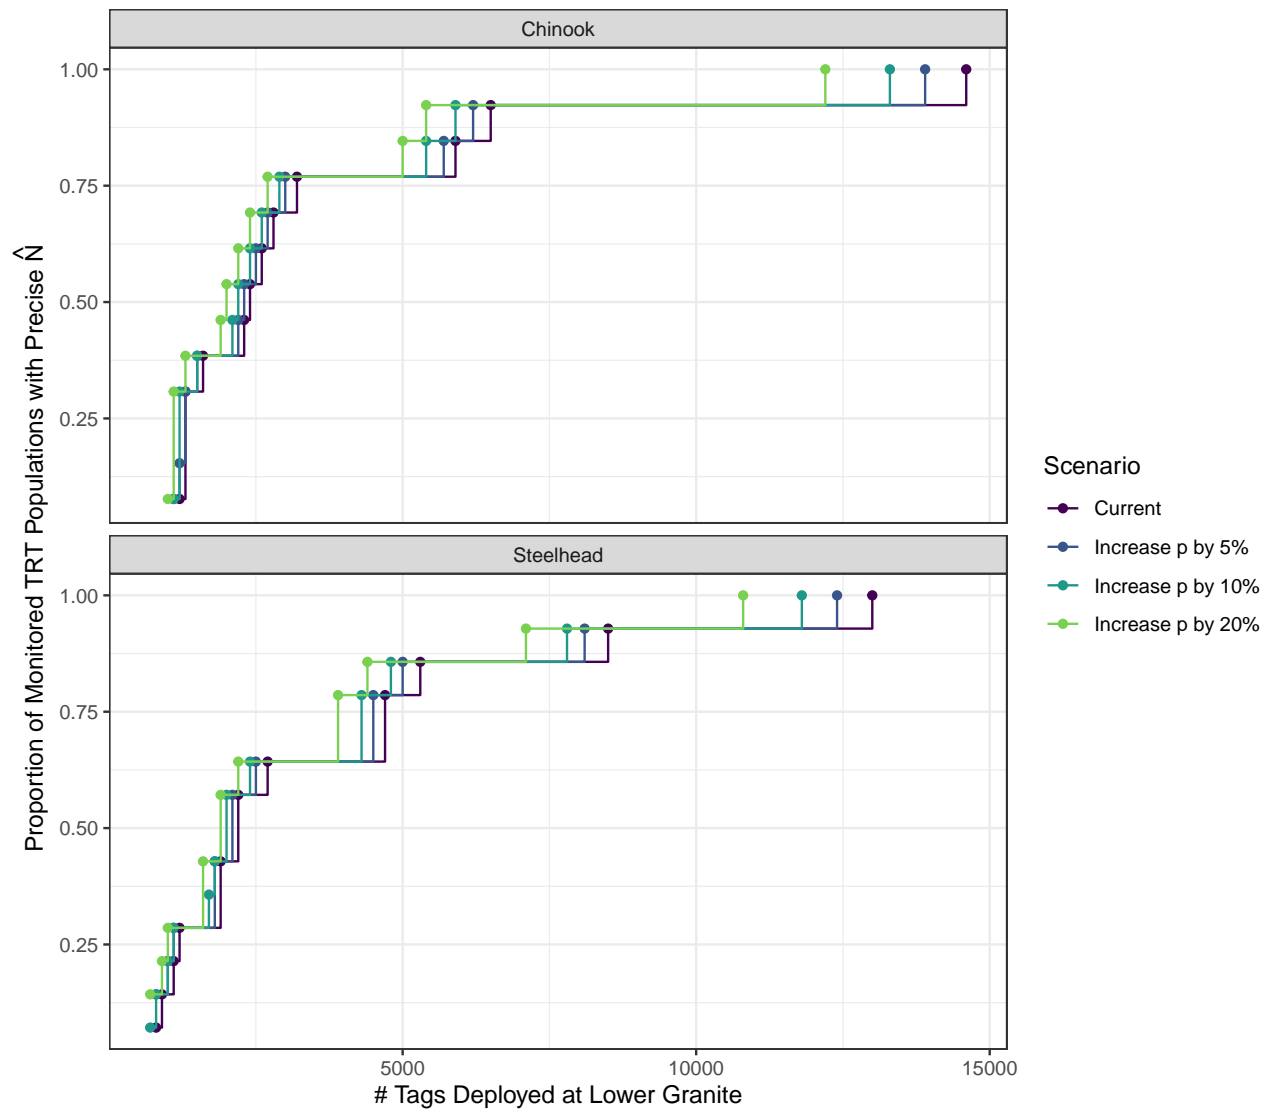 Chinook
1.00
0.75
0.50
0.25
Steelhead
1.00
0.75
0.50
0.25
5000
10000
15000
# Tags Deployed at Lower Granite
Proportion of Monitored TRT Populations with Precise N̂
Scenario
Current
Increase p by 5%
Increase p by 10%
Increase p by 20%